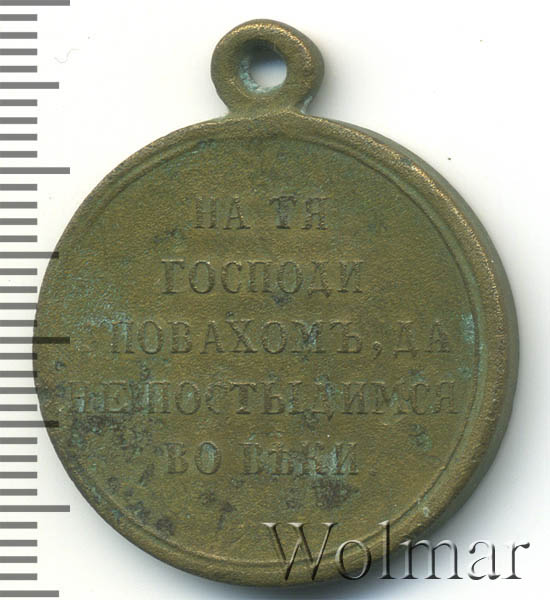 НА ТЯ
ГОСПОДИ
УПОВАХОМЪ, ДА
НЕ ПОСТЫДИМСЯ
ВО ВѢКИ
Wolmar